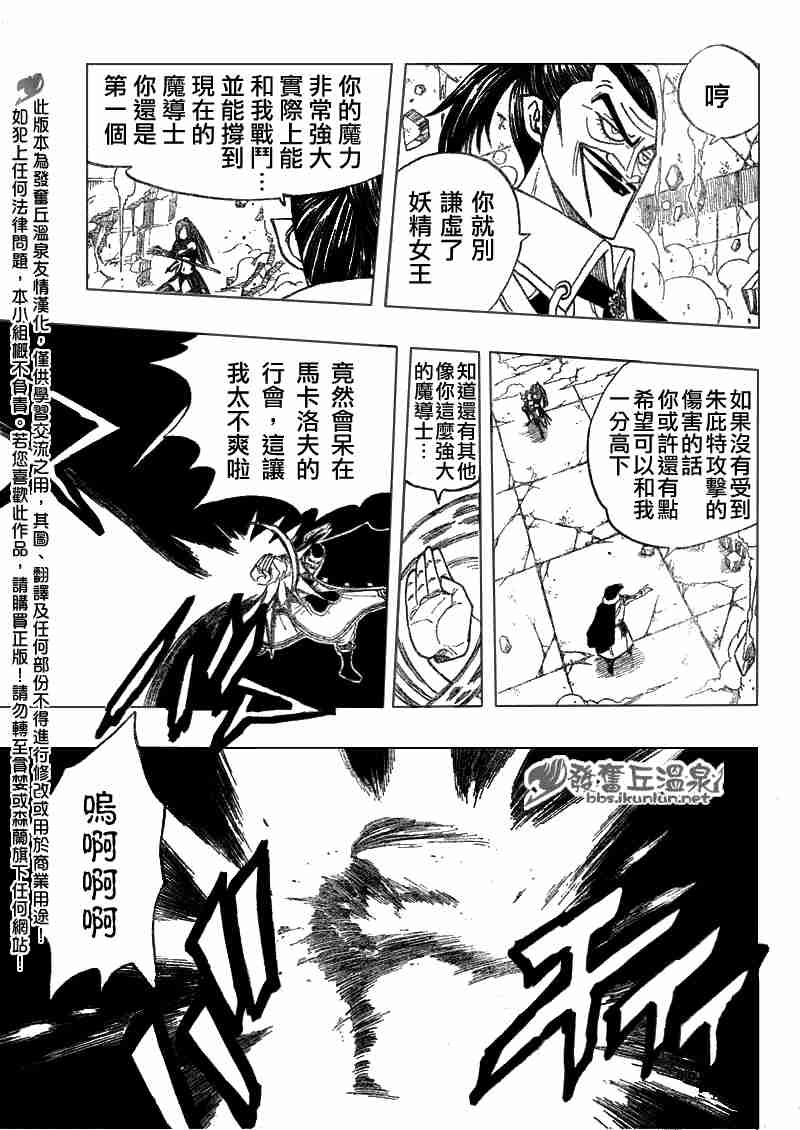 哼
你就別
謙虛了
妖精女王
你的魔力
非常強大
實際上能
和我戰鬥…
並能撐到
現在的
魔導士
你還是
第一個
如果沒有受到
朱庇特攻擊的
傷害的話
你或許還有點
希望可以和我
一分高下
知道還有其他
像你這麼強大
的魔導士…
竟然會呆在
馬卡洛夫的
行會，這讓
我太不爽啦
嗚啊啊啊
發奮丘溫泉
bbs.ikunlun.net
此版本為發奮丘溫泉友情漢化，僅供學習交流之用，其圖、翻譯及任何部份不得進行修改或用於商業用途！
如犯上任何法律問題，本小組概不負責。若您喜歡此作品，請購買正版！請勿轉至貪婪或森蘭旗下任何網站！